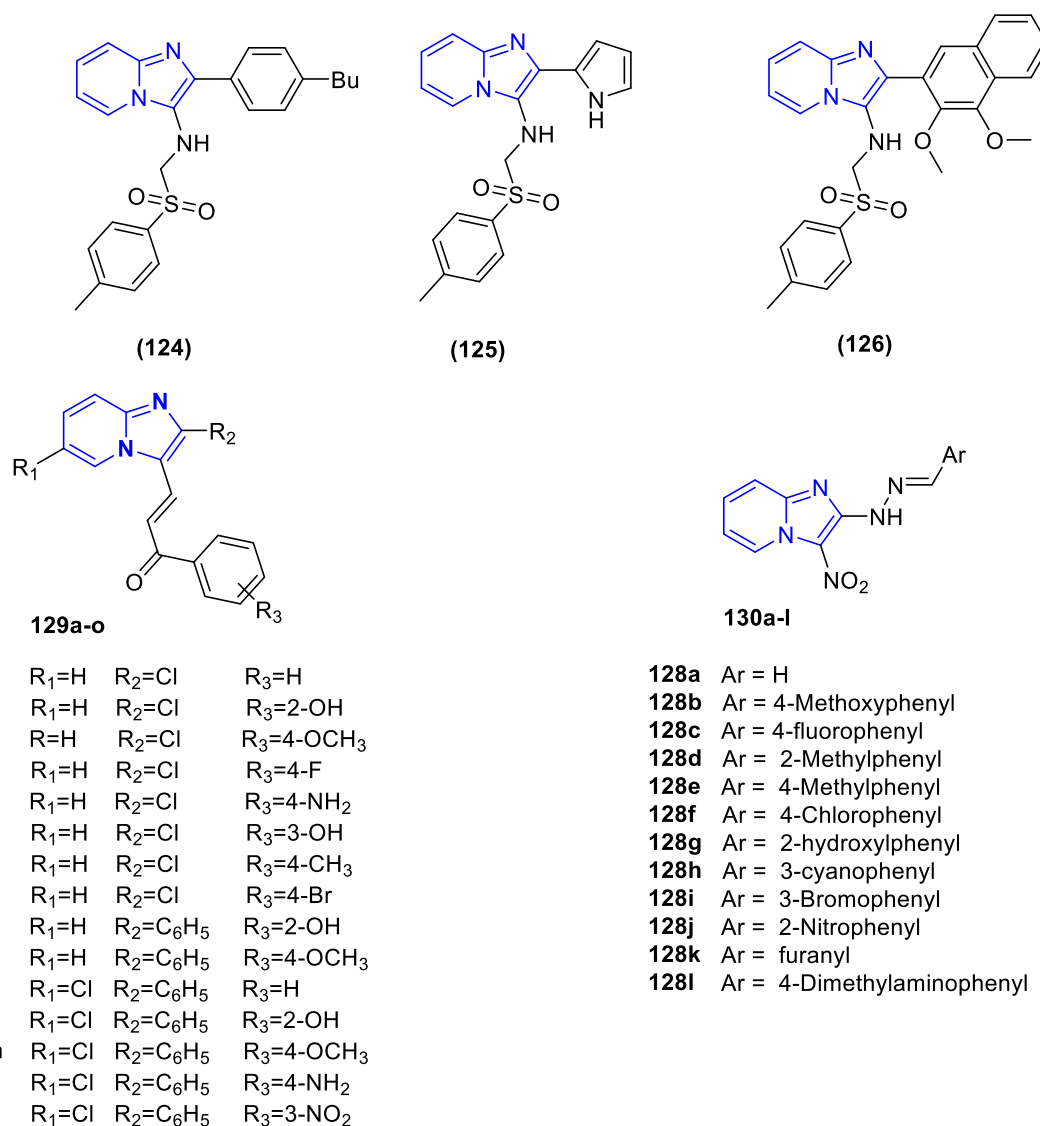 N
N
Bu
NH
O
S
O
(124)
N
N
N
H
NH
O
S
O
(125)
N
N
O
O
NH
O
S
O
(126)
N
N
R₂
R₁
O
R₃
129a-o
Ar
N
N
N
NH
N
NO₂
130a-l
R₁=H R₂=Cl R₃=H
R₁=H R₂=Cl R₃=2-OH
R=H R₂=Cl R₃=4-OCH₃
R₁=H R₂=Cl R₃=4-F
R₁=H R₂=Cl R₃=4-NH₂
R₁=H R₂=Cl R₃=3-OH
R₁=H R₂=Cl R₃=4-CH₃
R₁=H R₂=Cl R₃=4-Br
R₁=H R₂=C₆H₅ R₃=2-OH
R₁=H R₂=C₆H₅ R₃=4-OCH₃
R₁=Cl R₂=C₆H₅ R₃=H
R₁=Cl R₂=C₆H₅ R₃=2-OH
R₁=Cl R₂=C₆H₅ R₃=4-OCH₃
R₁=Cl R₂=C₆H₅ R₃=4-NH₂
R₁=Cl R₂=C₆H₅ R₃=3-NO₂
128a Ar = H
128b Ar = 4-Methoxyphenyl
128c Ar = 4-fluorophenyl
128d Ar = 2-Methylphenyl
128e Ar = 4-Methylphenyl
128f Ar = 4-Chlorophenyl
128g Ar = 2-hydroxylphenyl
128h Ar = 3-cyanophenyl
128i Ar = 3-Bromophenyl
128j Ar = 2-Nitrophenyl
128k Ar = furanyl
128l Ar = 4-Dimethylaminophenyl